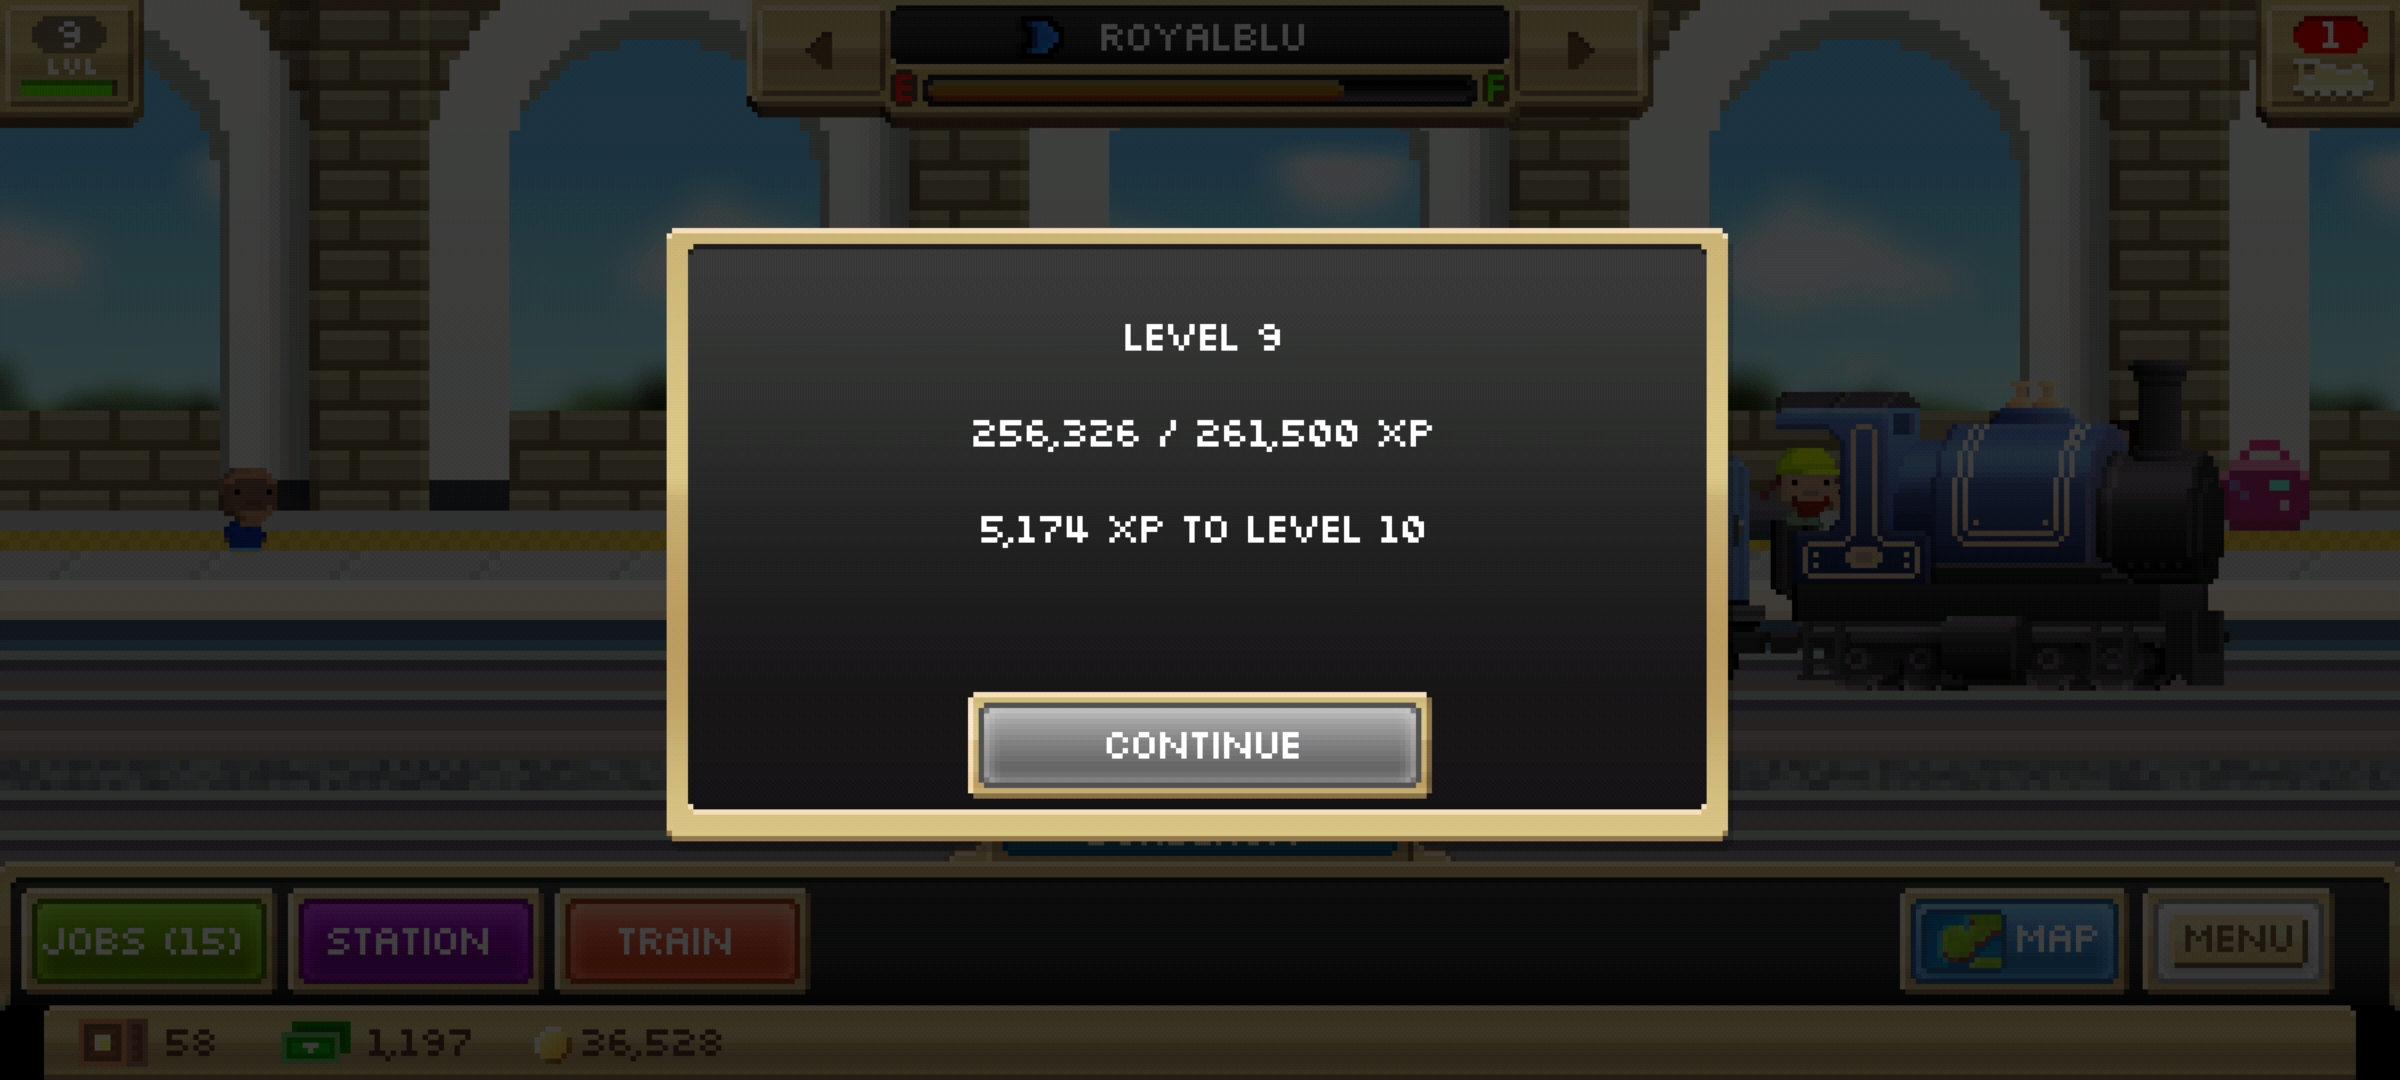 9
LVL
ROYALBLU
E F
1
LEVEL 9
256,326 / 261,500 XP
5,174 XP TO LEVEL 10
CONTINUE
JOBS (15) STATION TRAIN MAP MENU
58 1,197 36,528